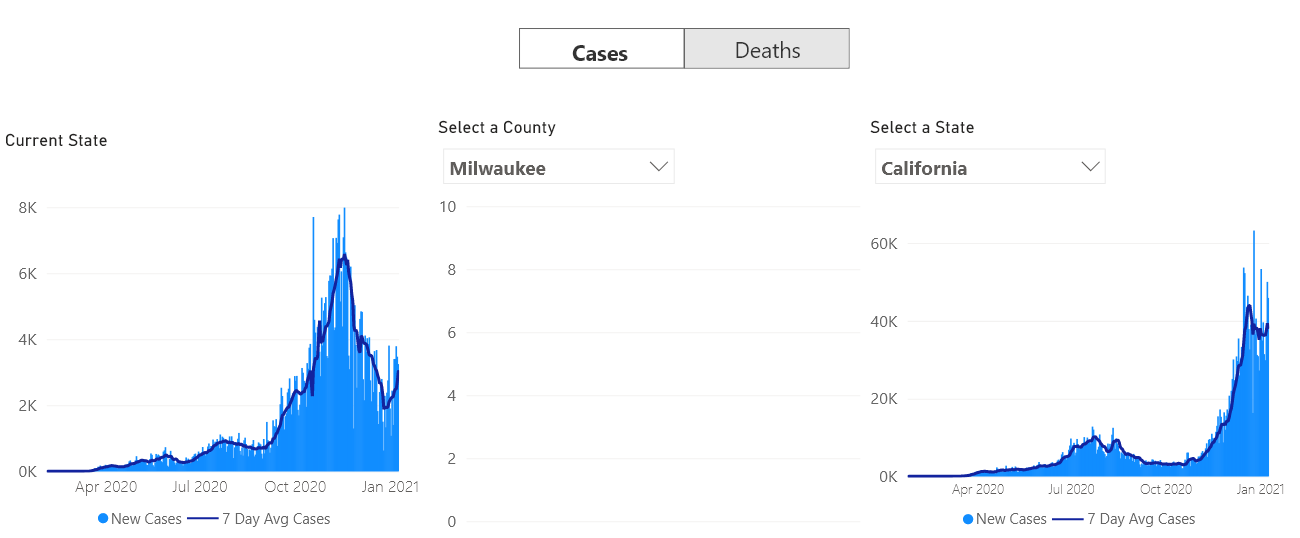 Cases Deaths
Current State
Select a County
Select a State
Milwaukee
California
8K
6K
4K
2K
0K
Apr 2020 Jul 2020 Oct 2020 Jan 2021
New Cases 7 Day Avg Cases
10
8
6
4
2
0
60K
40K
20K
0K
Apr 2020 Jul 2020 Oct 2020 Jan 2021
New Cases 7 Day Avg Cases